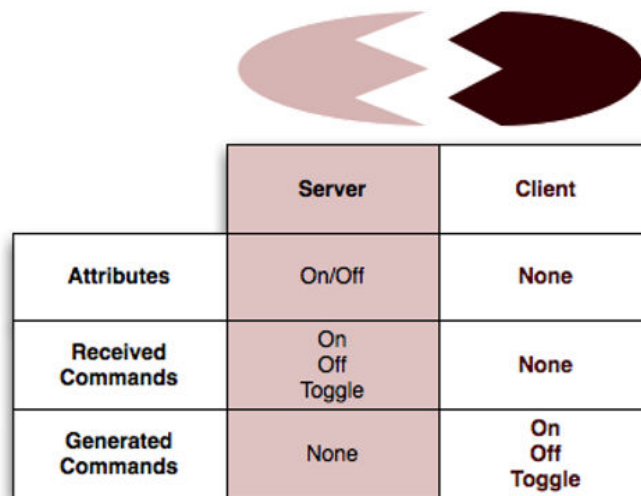 Server Client
Attributes On/Off None
Received
Commands
On
Off
Toggle
None
Generated
Commands
None
On
Off
Toggle